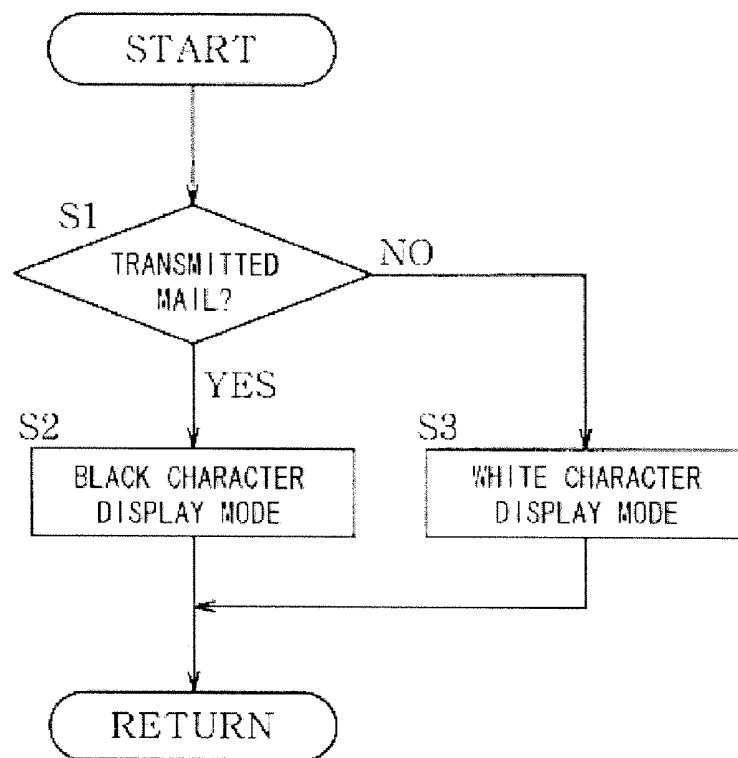 START
S1
TRANSMITTED
MAIL?
NO
YES
S2
BLACK CHARACTER
DISPLAY MODE
S3
WHITE CHARACTER
DISPLAY MODE
RETURN